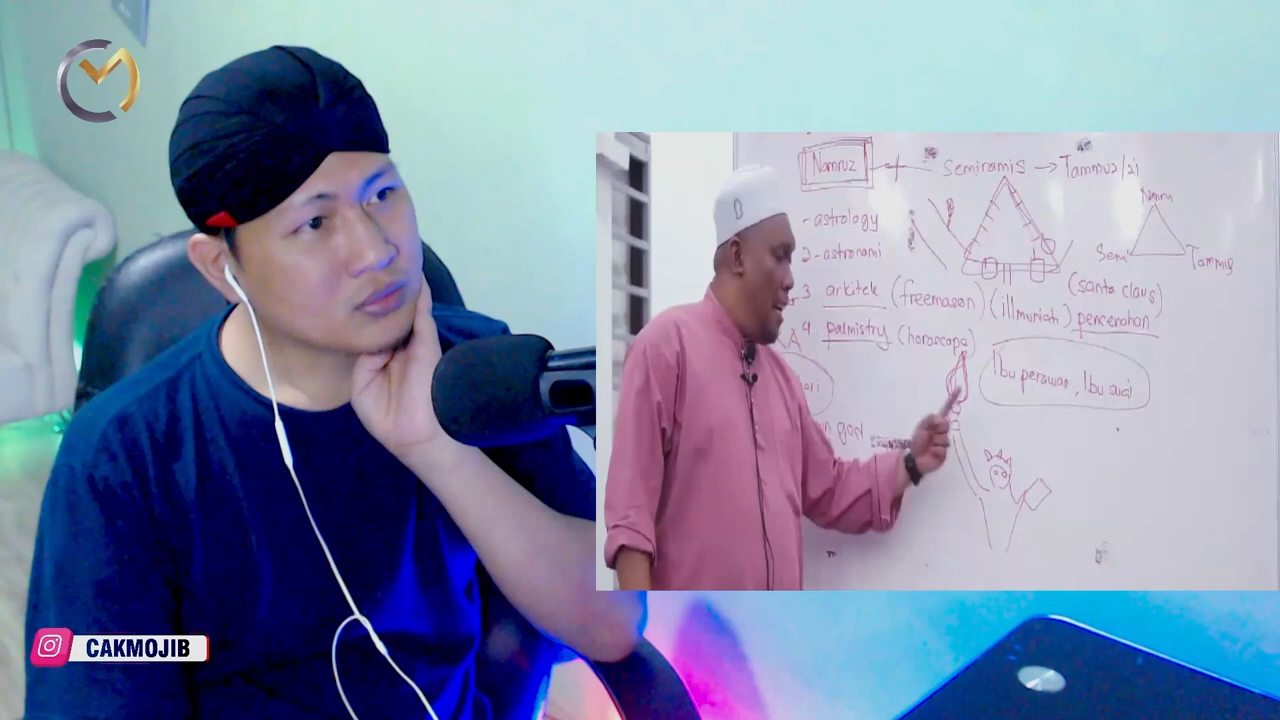 Namruz Semiramis → Tammuz/zi
- astrology
2 - astronomi
3 arkitek (freemason) (illmuniati) pencerahan
(santa claus)
4. palmistry (horoscope)
Semi Tammuz
Ibu perawan, Ibu suci
god
CAKMOJIB